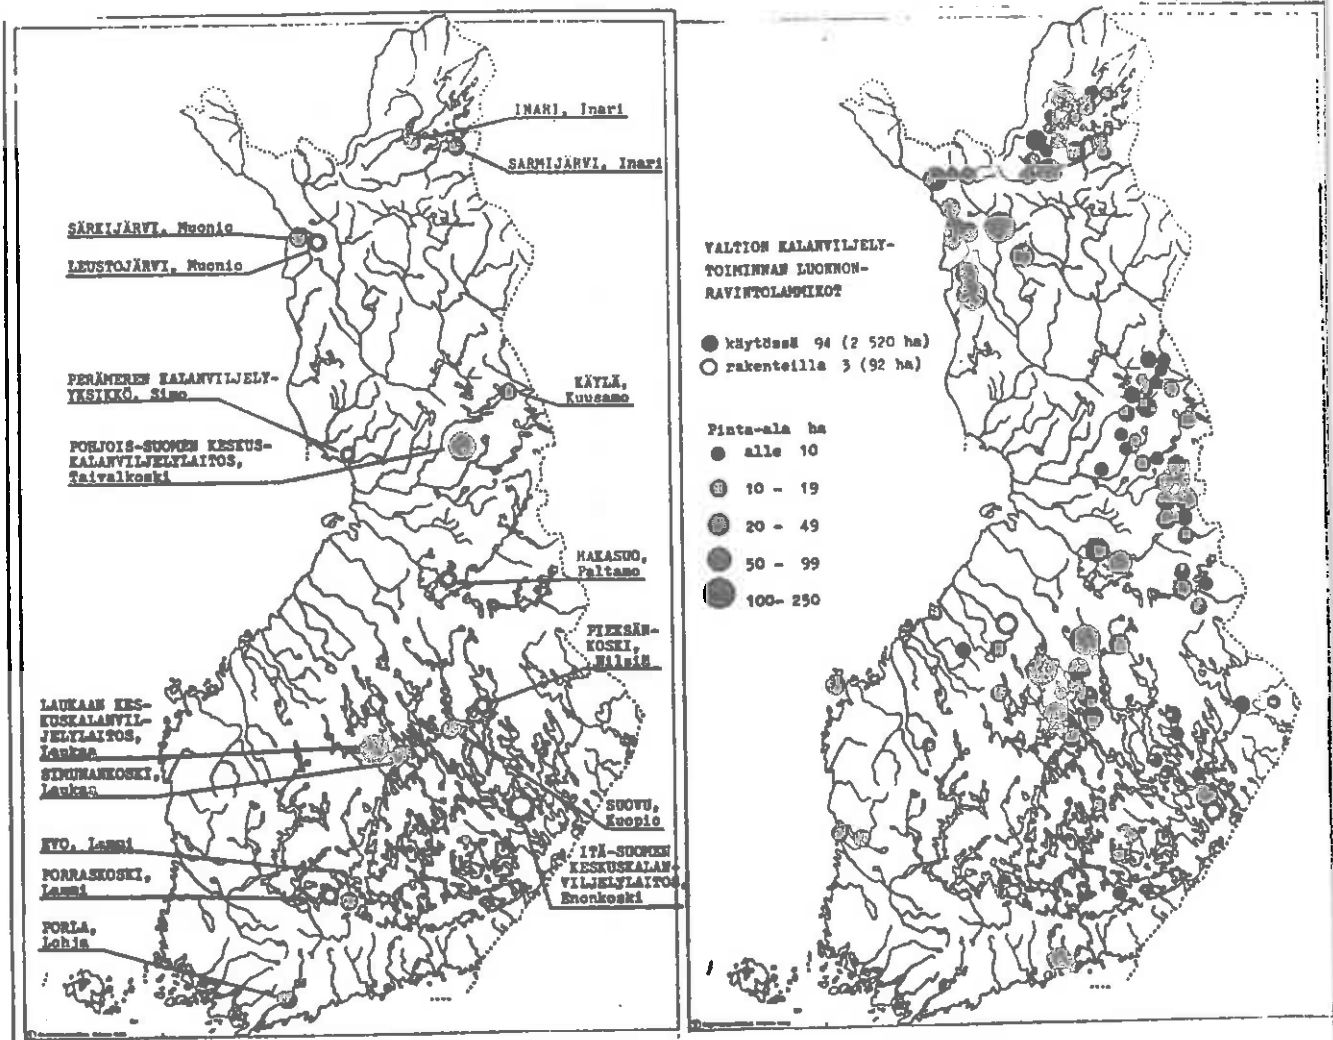 INARI, Inari
SARMIJÄRVI, Inari
SÄRKIJÄRVI, Muonio
LEUSTOJÄRVI, Muonio
PERÄMEREN KALANVILJELY-
YKSIKKÖ, Simo
KÄYLÄ,
Kuusamo
POHJOIS-SUOMEN KESKUS-
KALANVILJELYLAITOS,
Taivalkoski
MAKASUO,
Paltamo
PIEKSÄN-
KOSKI,
Nilsiä
LAUKAAN KES-
KUSKALANVIL-
JELYLAITOS,
Laukaa
SIMUNANKOSKI,
Laukaa
SUOVU,
Kuopio
EVO, Lammi
PORRASKOSKI,
Lammi
ITÄ-SUOMEN
KESKUSKALAN-
VILJELYLAITOS,
Enonkoski
PORLA,
Lohja
VALTION KALANVILJELY-
TOIMINNAN LUONNON-
RAVINTOLAMMIKOT
käytössä 94 (2 520 ha)
rakenteilla 3 (92 ha)
Pinta-ala ha
alle 10
10 - 19
20 - 49
50 - 99
100- 250